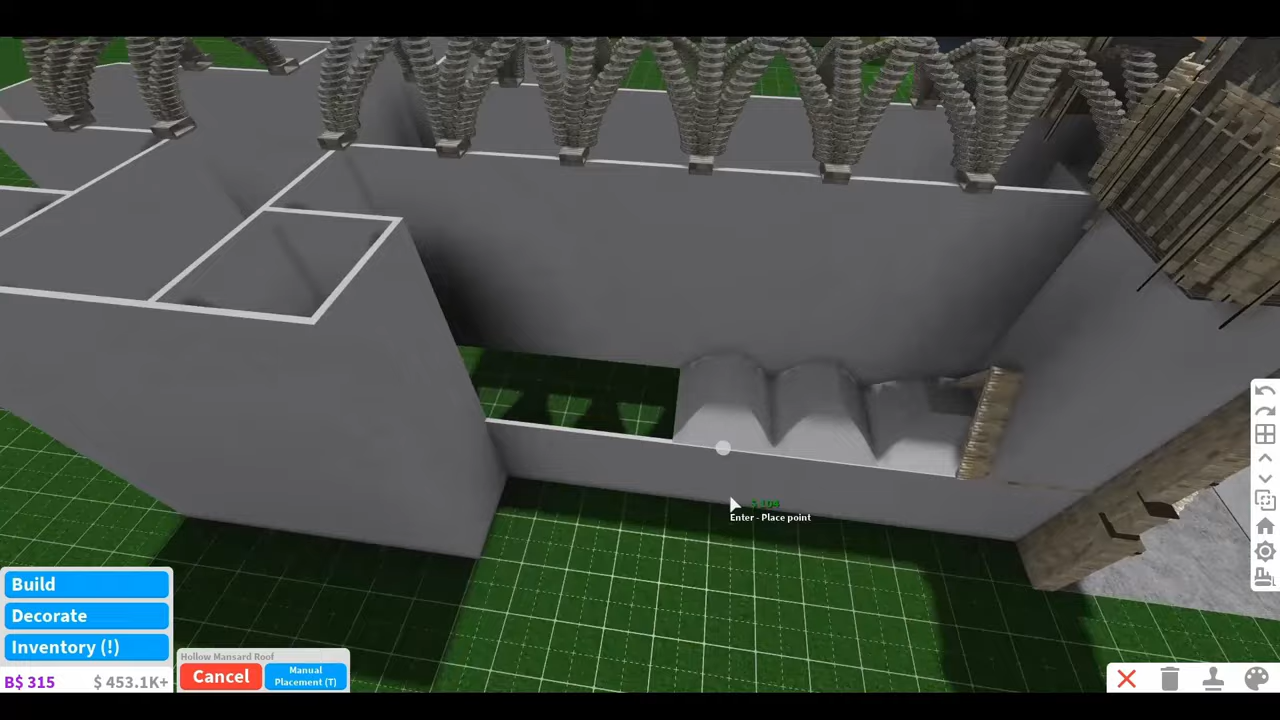 Enter - Place point
Build
Decorate
Inventory (!)
B$ 315
$ 453.1K+
Hollow Mansard Roof
Cancel
Manual
Placement (T)